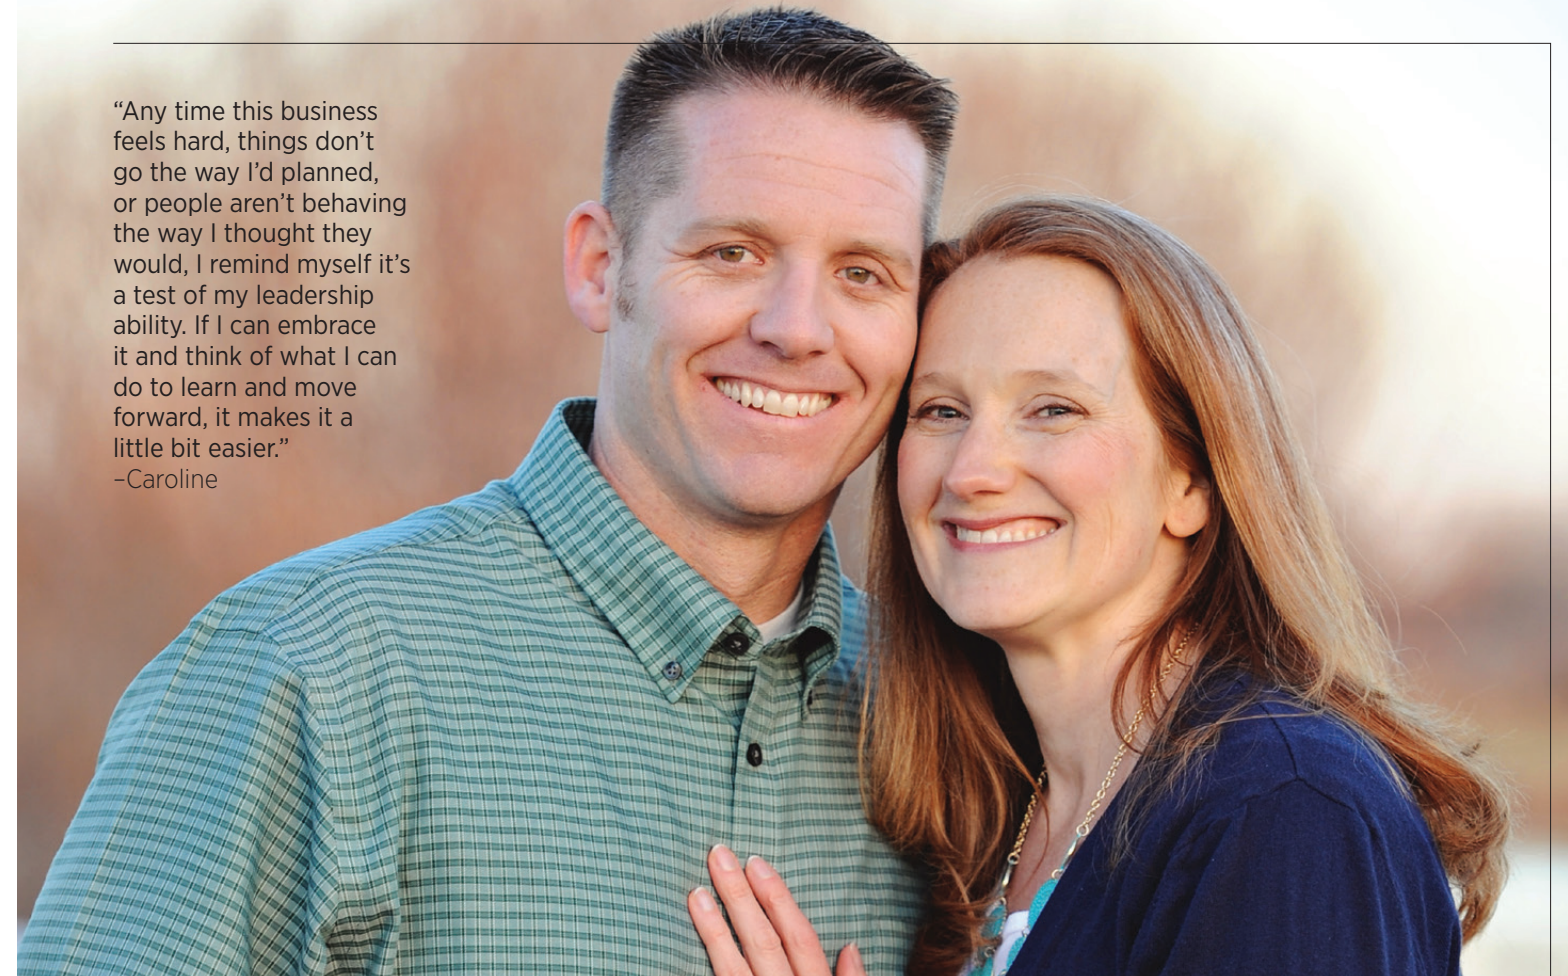 “Any time this business
feels hard, things don’t
go the way I’d planned,
or people aren’t behaving
the way I thought they
would, I remind myself it’s
a test of my leadership
ability. If I can embrace
it and think of what I can
do to learn and move
forward, it makes it a
little bit easier.”
–Caroline